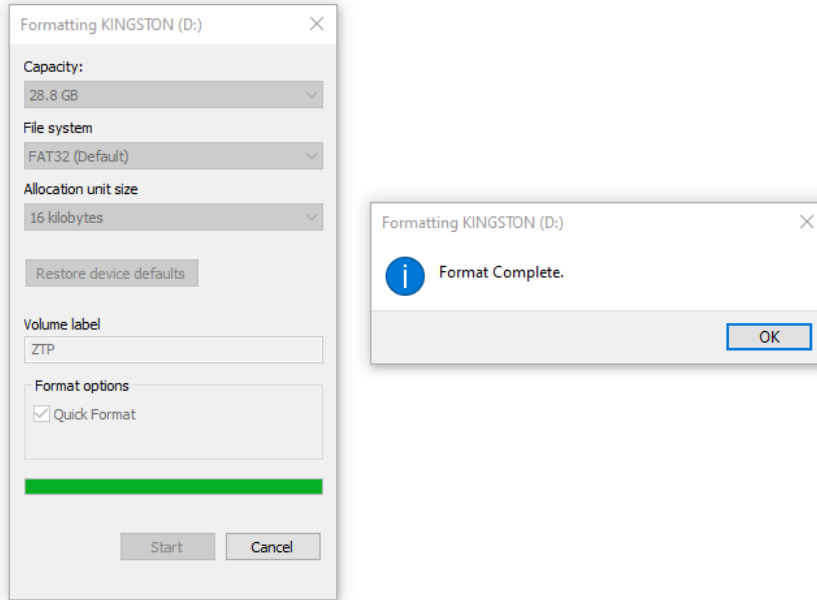 Formatting KINGSTON (D:)
Capacity:
28.8 GB
File system
FAT32 (Default)
Allocation unit size
16 kilobytes
Restore device defaults
Volume label
ZTP
Format options
Quick Format
Start
Cancel
Formatting KINGSTON (D:)
Format Complete.
OK